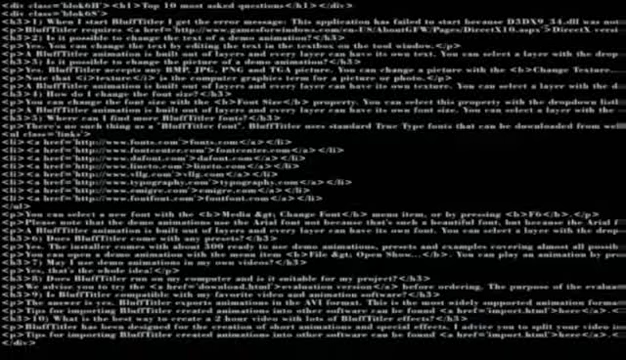 <div class='blok6H'> <h1>Top 10 most asked questions</h1></div>
<div class='blok6S'>
<h3>1) When I start BluffTitler I get the error message: This application has failed to start because D3DX9_34.dll was not
<p>BluffTitler requires <a href='http://www.gamesforwindows.com/en-US/AboutGFW/Pages/DirectX10.aspx'>DirectX versi
<h3>2) Is it possible to change the text of a demo animation?</h3>
<p>Yes. You can change the text by editing the text in the textbox on the tool window.</p>
<p>A BluffTitler animation is built out of layers and every layer can have its own text. You can select a layer with the drop
<h3>3) Is it possible to change the picture of a demo animation?</h3>
<p>Yes. BluffTitler accepts any BMP, JPG, PNG and TGA picture. You can change a picture with the <b>Change Texture...
<p>Note that <i>texture</i> is the computer graphics term for a picture or photo.</p>
<p>A BluffTitler animation is built out of layers and every layer can have its own texture. You can select a layer with the d
<h3>4) How do I change the font size?</h3>
<p>You can change the font size with the <b>Font Size</b> property. You can select this property with the dropdown listl
<p>A BluffTitler animation is built out of layers and every layer can have its own font size. You can select a layer with the
<h3>5) Where can I find more BluffTitler fonts?</h3>
<p>There's no such thing as a "BluffTitler font". BluffTitler uses standard True Type fonts that can be downloaded from we
<ul class='links'>
<li><a href='http://www.fonts.com'>fonts.com</a></li>
<li><a href='http://www.fontcenter.com'>fontcenter.com</a></li>
<li><a href='http://www.dafont.com'>dafont.com</a></li>
<li><a href='http://www.lineto.com'>lineto.com</a></li>
<li><a href='http://www.vllg.com'>vllg.com</a></li>
<li><a href='http://www.typography.com'>typography.com</a></li>
<li><a href='http://www.emigre.com'>emigre.com</a></li>
<li><a href='http://www.fontfont.com'>fontfont.com</a></li>
</ul>
<p>You can select a new font with the <b>Media &gt; Change Font</b> menu item, or by pressing <b>F6</b>.</p>
<p>Please note that the demo animations use the Arial font not because that's such a beautiful font, but because the Arial f
<p>A BluffTitler animation is built out of layers and every layer can have its own font. You can select a layer with the drop
<h3>6) Does BluffTitler come with any presets?</h3>
<p>Yes. The installer comes with about 300 ready to use demo animations, presets and examples covering almost all possib
<p>You can open a demo animation with the menu item <b>File &gt; Open Show...</b>. You can play an animation by pre
<h3>7) May I use demo animations in my own videos?</h3>
<p>Yes, that's the whole idea!</p>
<h3>8) Does BluffTitler run on my computer and is it suitable for my project?</h3>
<p>We advise you to try the <a href='download.html'>evaluation version</a> before ordering. The purpose of the evalua
<h3>9) Is BluffTitler compatible with my favorite video and animation software?</h3>
<p>The answer is yes. BluffTitler exports animations in the AVI format. This is the most widely supported animation forma
<p>Tips for importing BluffTitler created animations into other software can be found <a href='import.html'>here</a>.</
<h3>10) What is the best way to create a 2 hour video with lots of BluffTitler effects?</h3>
<p>BluffTitler has been designed for the creation of short animations and special effects. I advise you to split your video in
<p>Tips for importing BluffTitler created animations into other software can be found <a href='import.html'>here</a>.</
</div>